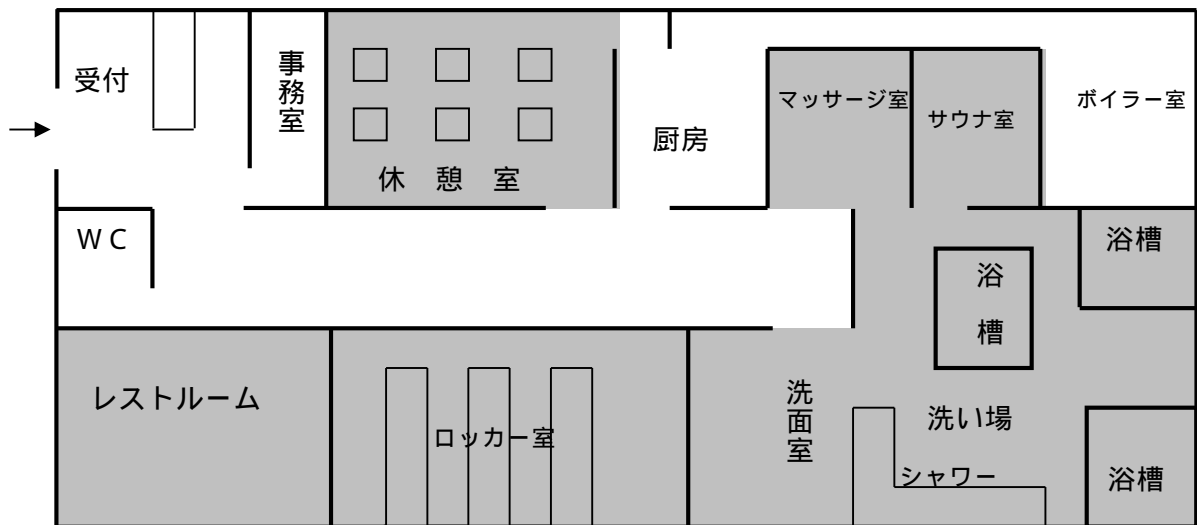 受付
事務室
休憩室
厨房
マッサージ室
サウナ室
ボイラー室
ＷＣ
浴槽
浴槽
レストルーム
ロッカー室
洗面室
洗い場
シャワー
浴槽